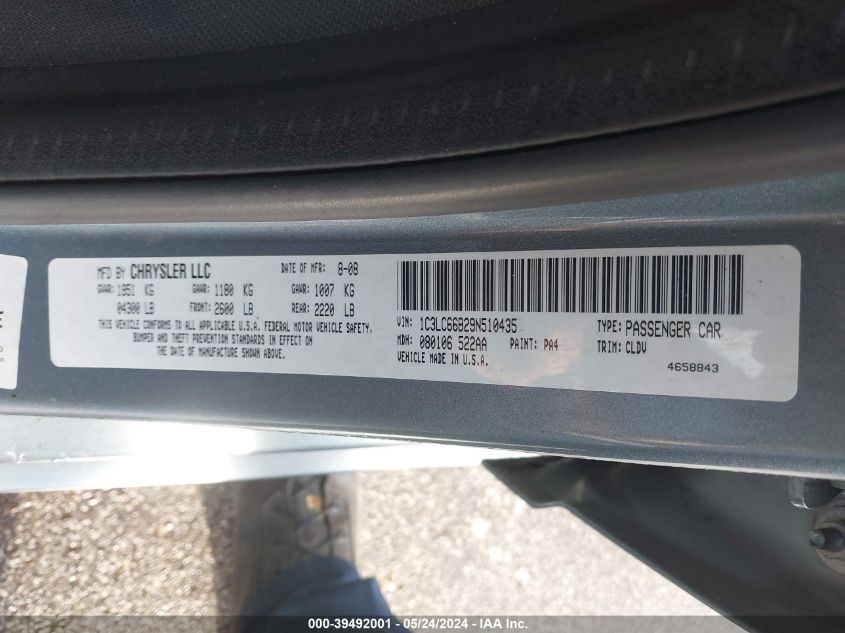 MFD BY CHRYSLER LLC
DATE OF MFR: 8-08
GVWR: 1951 KG GAWR: 1180 KG GAWR: 1007 KG
04300 LB FRONT: 2600 LB REAR: 2220 LB
THIS VEHICLE CONFORMS TO ALL APPLICABLE U.S.A. FEDERAL MOTOR VEHICLE SAFETY,
BUMPER AND THEFT PREVENTION STANDARDS IN EFFECT ON
THE DATE OF MANUFACTURE SHOWN ABOVE.
VIN: 1C3LC66B29N510435 TYPE: PASSENGER CAR
MDH: 080106 522AA PAINT: PA4 TRIM: CLDV
VEHICLE MADE IN U.S.A.
4658843
000-39492001 - 05/24/2024 - IAA Inc.